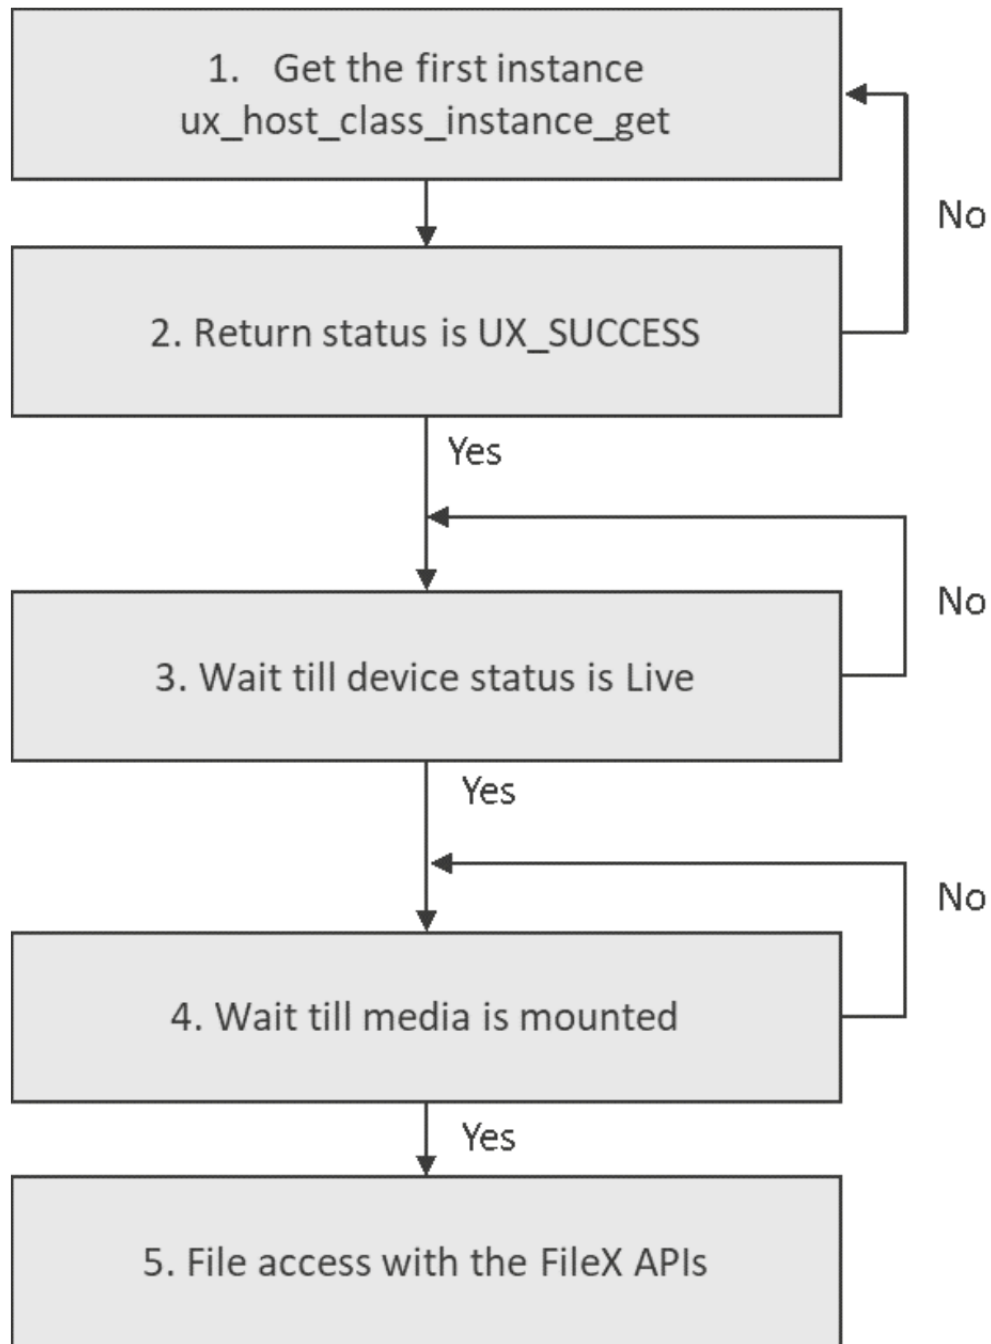 1. Get the first instance
ux_host_class_instance_get
No
2. Return status is UX_SUCCESS
Yes
No
3. Wait till device status is Live
Yes
No
4. Wait till media is mounted
Yes
5. File access with the FileX APIs